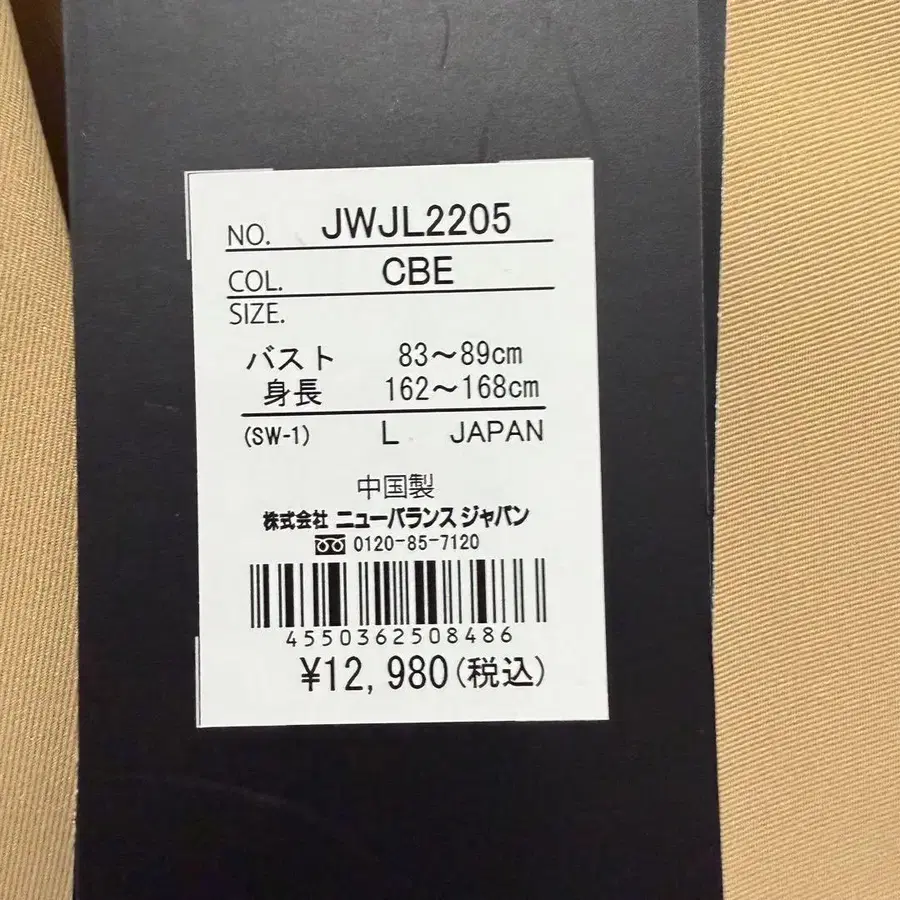 NO. JWJL2205
COL. CBE
SIZE.
バスト 83～89cm
身長 162～168cm
(SW-1) L JAPAN
中国製
株式会社 ニューバランス ジャパン
0120-85-7120
4550362508486
¥12,980(税込)